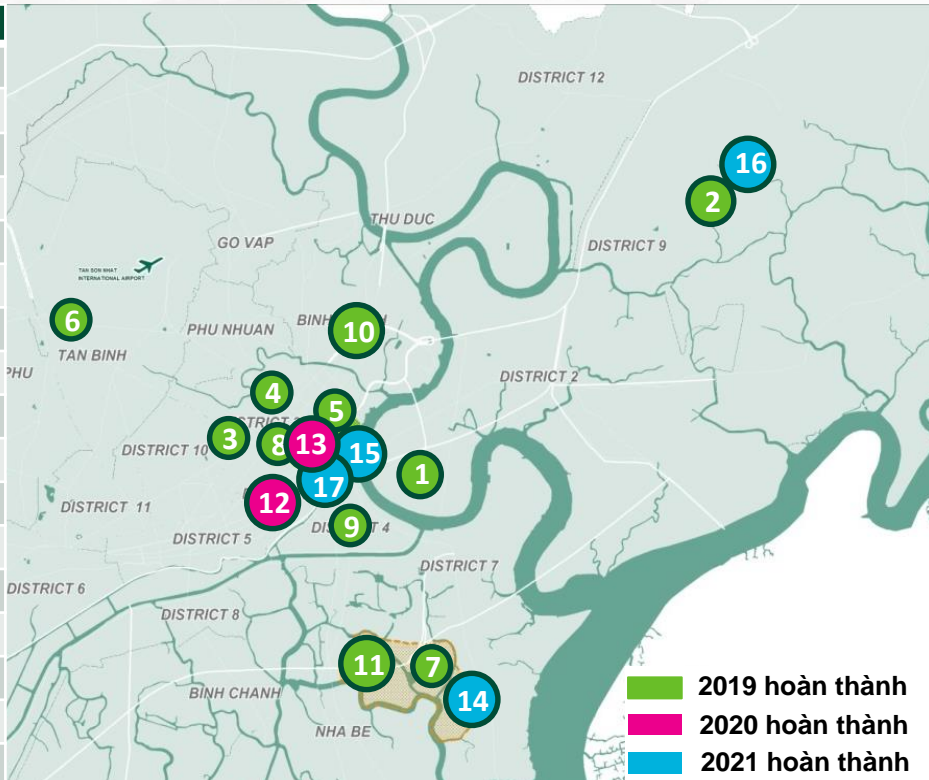 DISTRICT 12
16
2
THU DUC
GO VAP
DISTRICT 9
TAN SON NHAT
INTERNATIONAL AIRPORT
6
PHU NHUAN
10
TAN BINH
PHU
DISTRICT 2
4
5
3
8
13
15
DISTRICT 10
1
17
12
DISTRICT 11
9
DISTRICT 5
DISTRICT 7
DISTRICT 6
DISTRICT 8
11
7
14
BINH CHANH
NHA BE
2019 hoàn thành
2020 hoàn thành
2021 hoàn thành